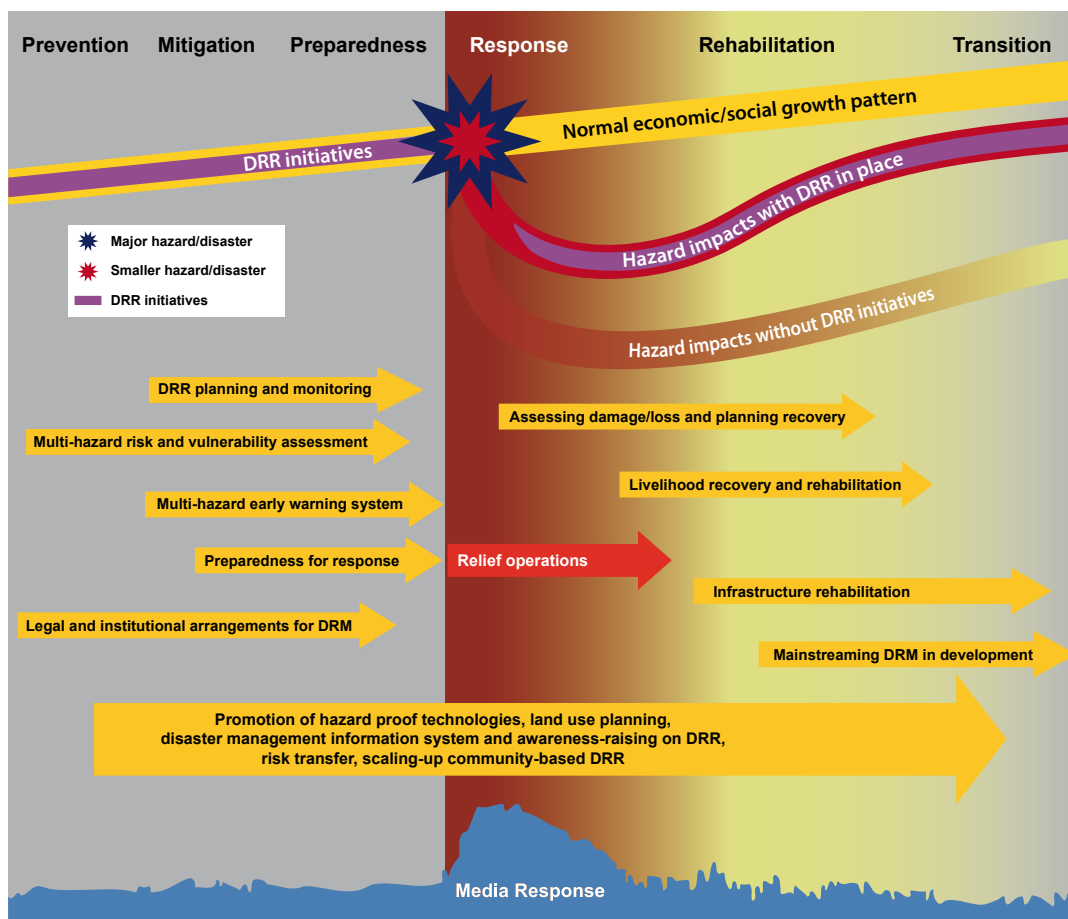 Prevention
Mitigation
Preparedness
Response
Rehabilitation
Transition
Normal economic/social growth pattern
DRR initiatives
Hazard impacts with DRR in place
Major hazard/disaster
Smaller hazard/disaster
DRR initiatives
Hazard impacts without DRR initiatives
DRR planning and monitoring
Assessing damage/loss and planning recovery
Multi-hazard risk and vulnerability assessment
Livelihood recovery and rehabilitation
Multi-hazard early warning system
Preparedness for response
Relief operations
Infrastructure rehabilitation
Legal and institutional arrangements for DRM
Mainstreaming DRM in development
Promotion of hazard proof technologies, land use planning,
disaster management information system and awareness-raising on DRR,
risk transfer, scaling-up community-based DRR
Media Response